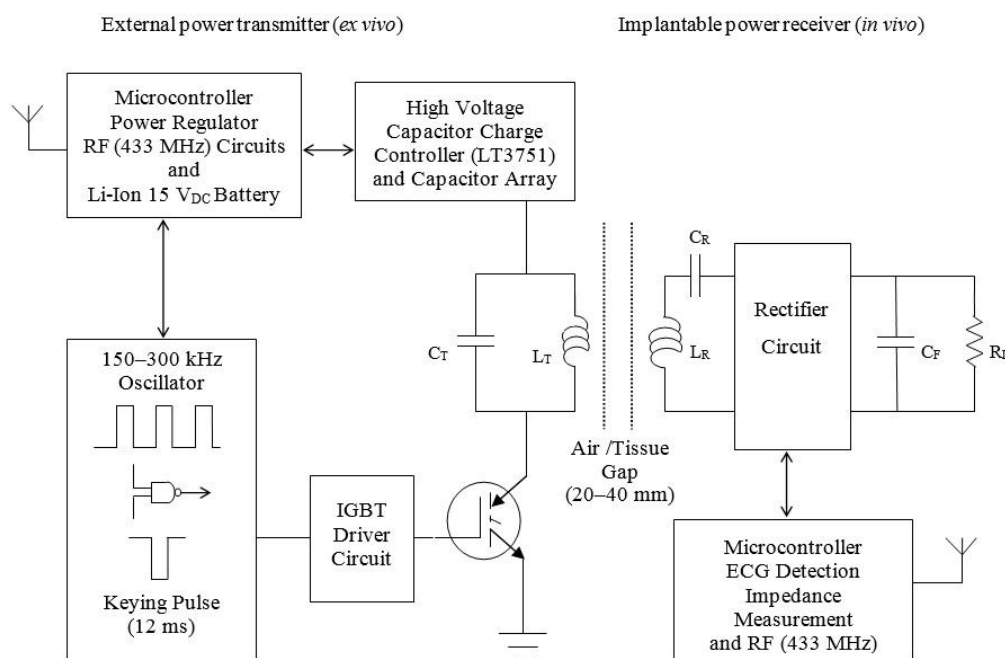 External power transmitter (ex vivo)
Implantable power receiver (in vivo)
Microcontroller
Power Regulator
RF (433 MHz) Circuits
and
Li-Ion 15 VDC Battery
High Voltage
Capacitor Charge
Controller (LT3751)
and Capacitor Array
CT
LT
CR
LR
Rectifier
Circuit
CF
RL
150–300 kHz
Oscillator
Keying Pulse
(12 ms)
IGBT
Driver
Circuit
Air /Tissue
Gap
(20–40 mm)
Microcontroller
ECG Detection
Impedance
Measurement
and RF (433 MHz)